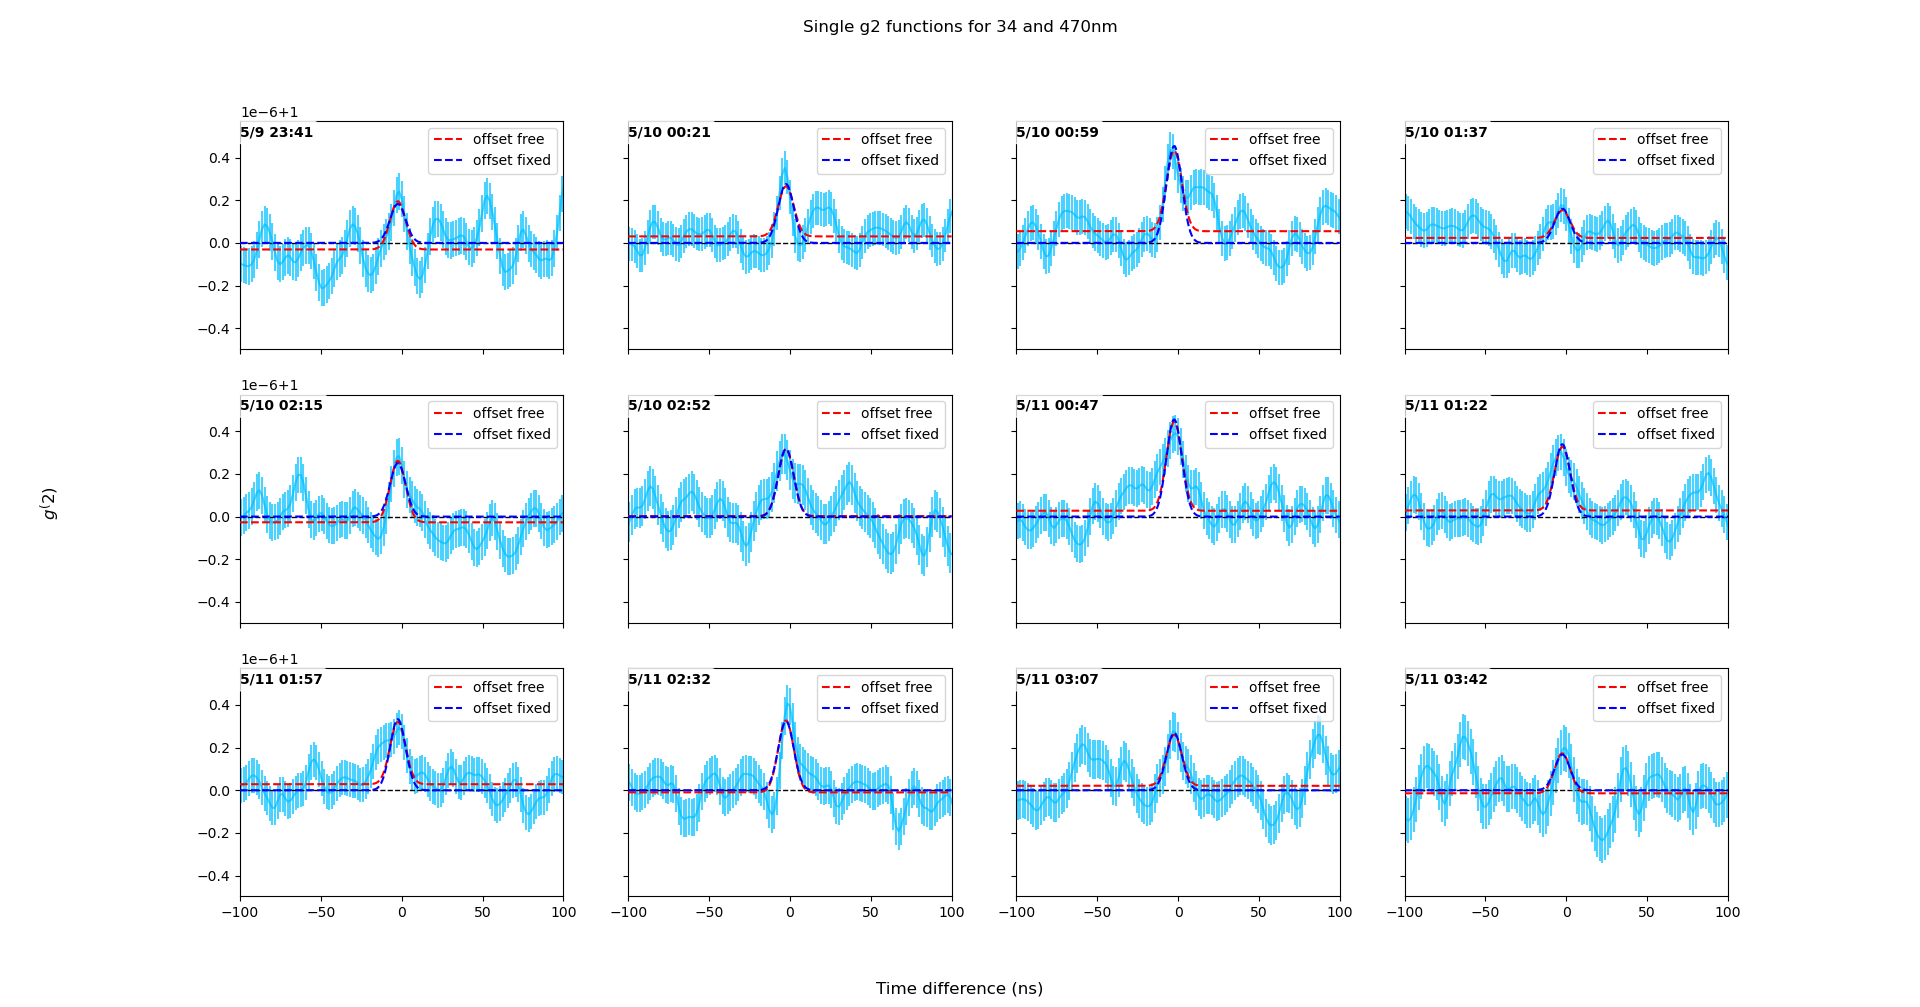 Single g2 functions for 34 and 470nm
1e−6+1
5/9 23:41
offset free
offset fixed
5/10 00:21
offset free
offset fixed
5/10 00:59
offset free
offset fixed
5/10 01:37
offset free
offset fixed
0.4
0.2
0.0
−0.2
−0.4
1e−6+1
5/10 02:15
offset free
offset fixed
5/10 02:52
offset free
offset fixed
5/11 00:47
offset free
offset fixed
5/11 01:22
offset free
offset fixed
0.4
0.2
0.0
−0.2
−0.4
g⁽2)
1e−6+1
5/11 01:57
offset free
offset fixed
5/11 02:32
offset free
offset fixed
5/11 03:07
offset free
offset fixed
5/11 03:42
offset free
offset fixed
0.4
0.2
0.0
−0.2
−0.4
−100 −50 0 50 100
−100 −50 0 50 100
−100 −50 0 50 100
−100 −50 0 50 100
Time difference (ns)